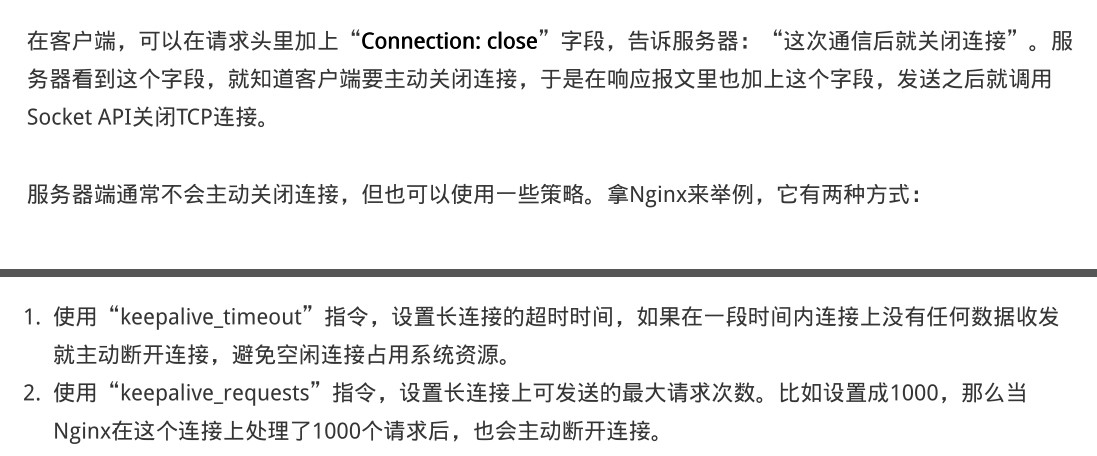 在客户端，可以在请求头里加上“Connection: close”字段，告诉服务器：“这次通信后就关闭连接”。服
务器看到这个字段，就知道客户端要主动关闭连接，于是在响应报文里也加上这个字段，发送之后就调用
Socket API关闭TCP连接。
服务器端通常不会主动关闭连接，但也可以使用一些策略。拿Nginx来举例，它有两种方式：
1. 使用“keepalive_timeout”指令，设置长连接的超时时间，如果在一段时间内连接上没有任何数据收发
就主动断开连接，避免空闲连接占用系统资源。
2. 使用“keepalive_requests”指令，设置长连接上可发送的最大请求次数。比如设置成1000，那么当
Nginx在这个连接上处理了1000个请求后，也会主动断开连接。